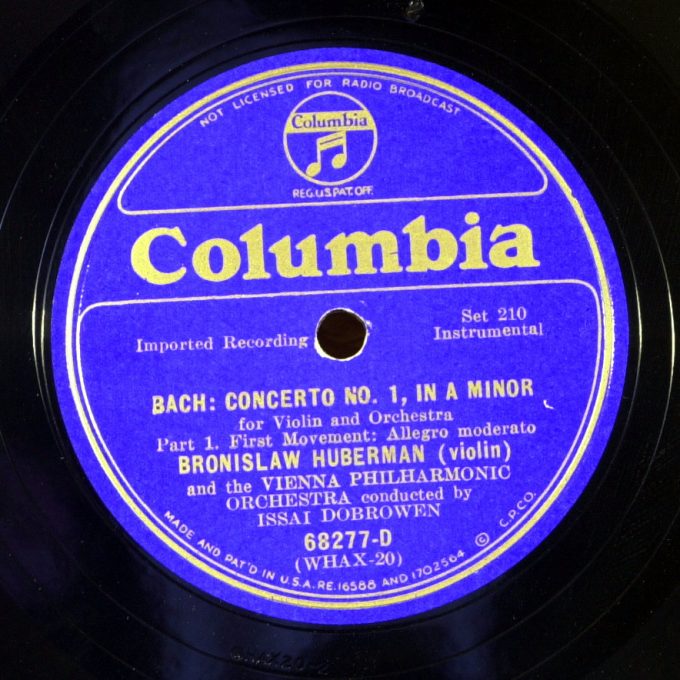 NOT LICENSED FOR RADIO BROADCAST
Columbia
REG.U.S.PAT.OFF.
Columbia
Imported Recording
Set 210
Instrumental
BACH: CONCERTO NO. 1, IN A MINOR
for Violin and Orchestra
Part 1. First Movement: Allegro moderato
BRONISLAW HUBERMAN (violin)
and the VIENNA PHILHARMONIC
ORCHESTRA conducted by
ISSAI DOBROWEN
68277-D
(WHAX-20)
MADE AND PAT'D IN U.S.A. RE.16588 AND 1702564 © C.P.CO.